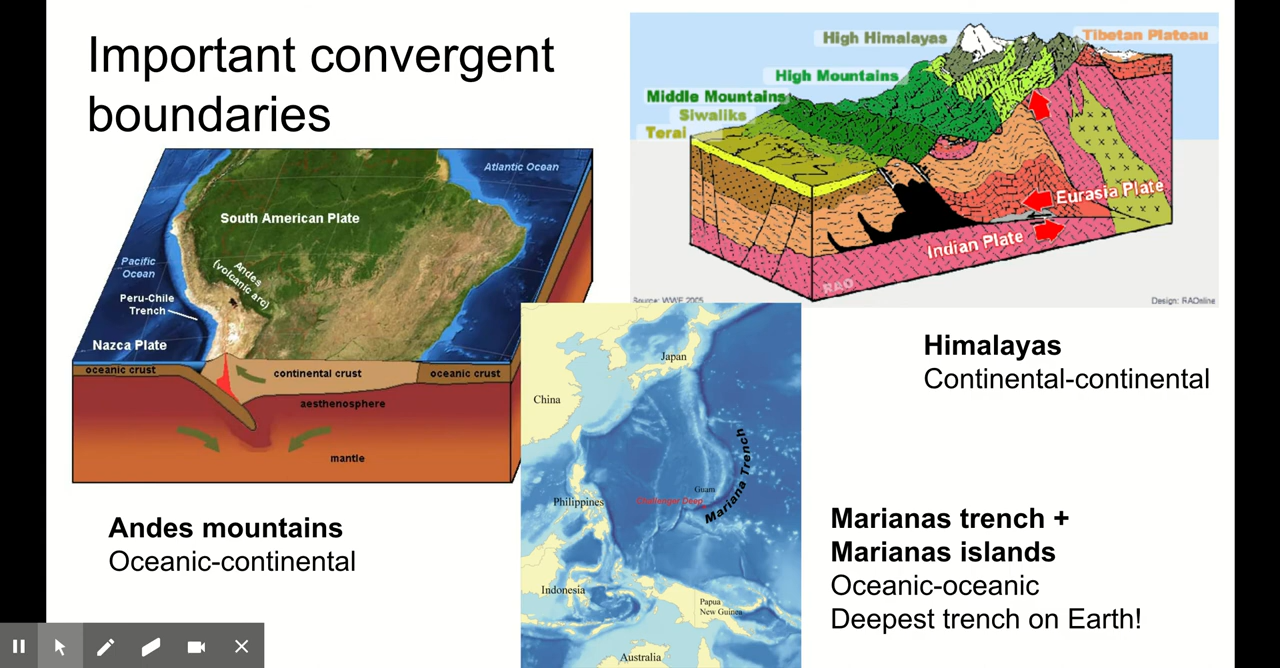 Important convergent
boundaries
Atlantic Ocean
South American Plate
Pacific
Ocean
Andes
(volcanic arc)
Peru-Chile
Trench
Nazca Plate
oceanic crust
continental crust
oceanic crust
aesthenosphere
mantle
Andes mountains
Oceanic-continental
High Himalayas
Tibetan Plateau
High Mountains
Middle Mountains
Siwaliks
Terai
Eurasia Plate
Indian Plate
RAO
Source: WWF 2005
Design: RAOnline
Himalayas
Continental-continental
Japan
China
Mariana Trench
Guam
Challenger Deep
Philippines
Indonesia
Papua
New Guinea
Australia
Marianas trench +
Marianas islands
Oceanic-oceanic
Deepest trench on Earth!